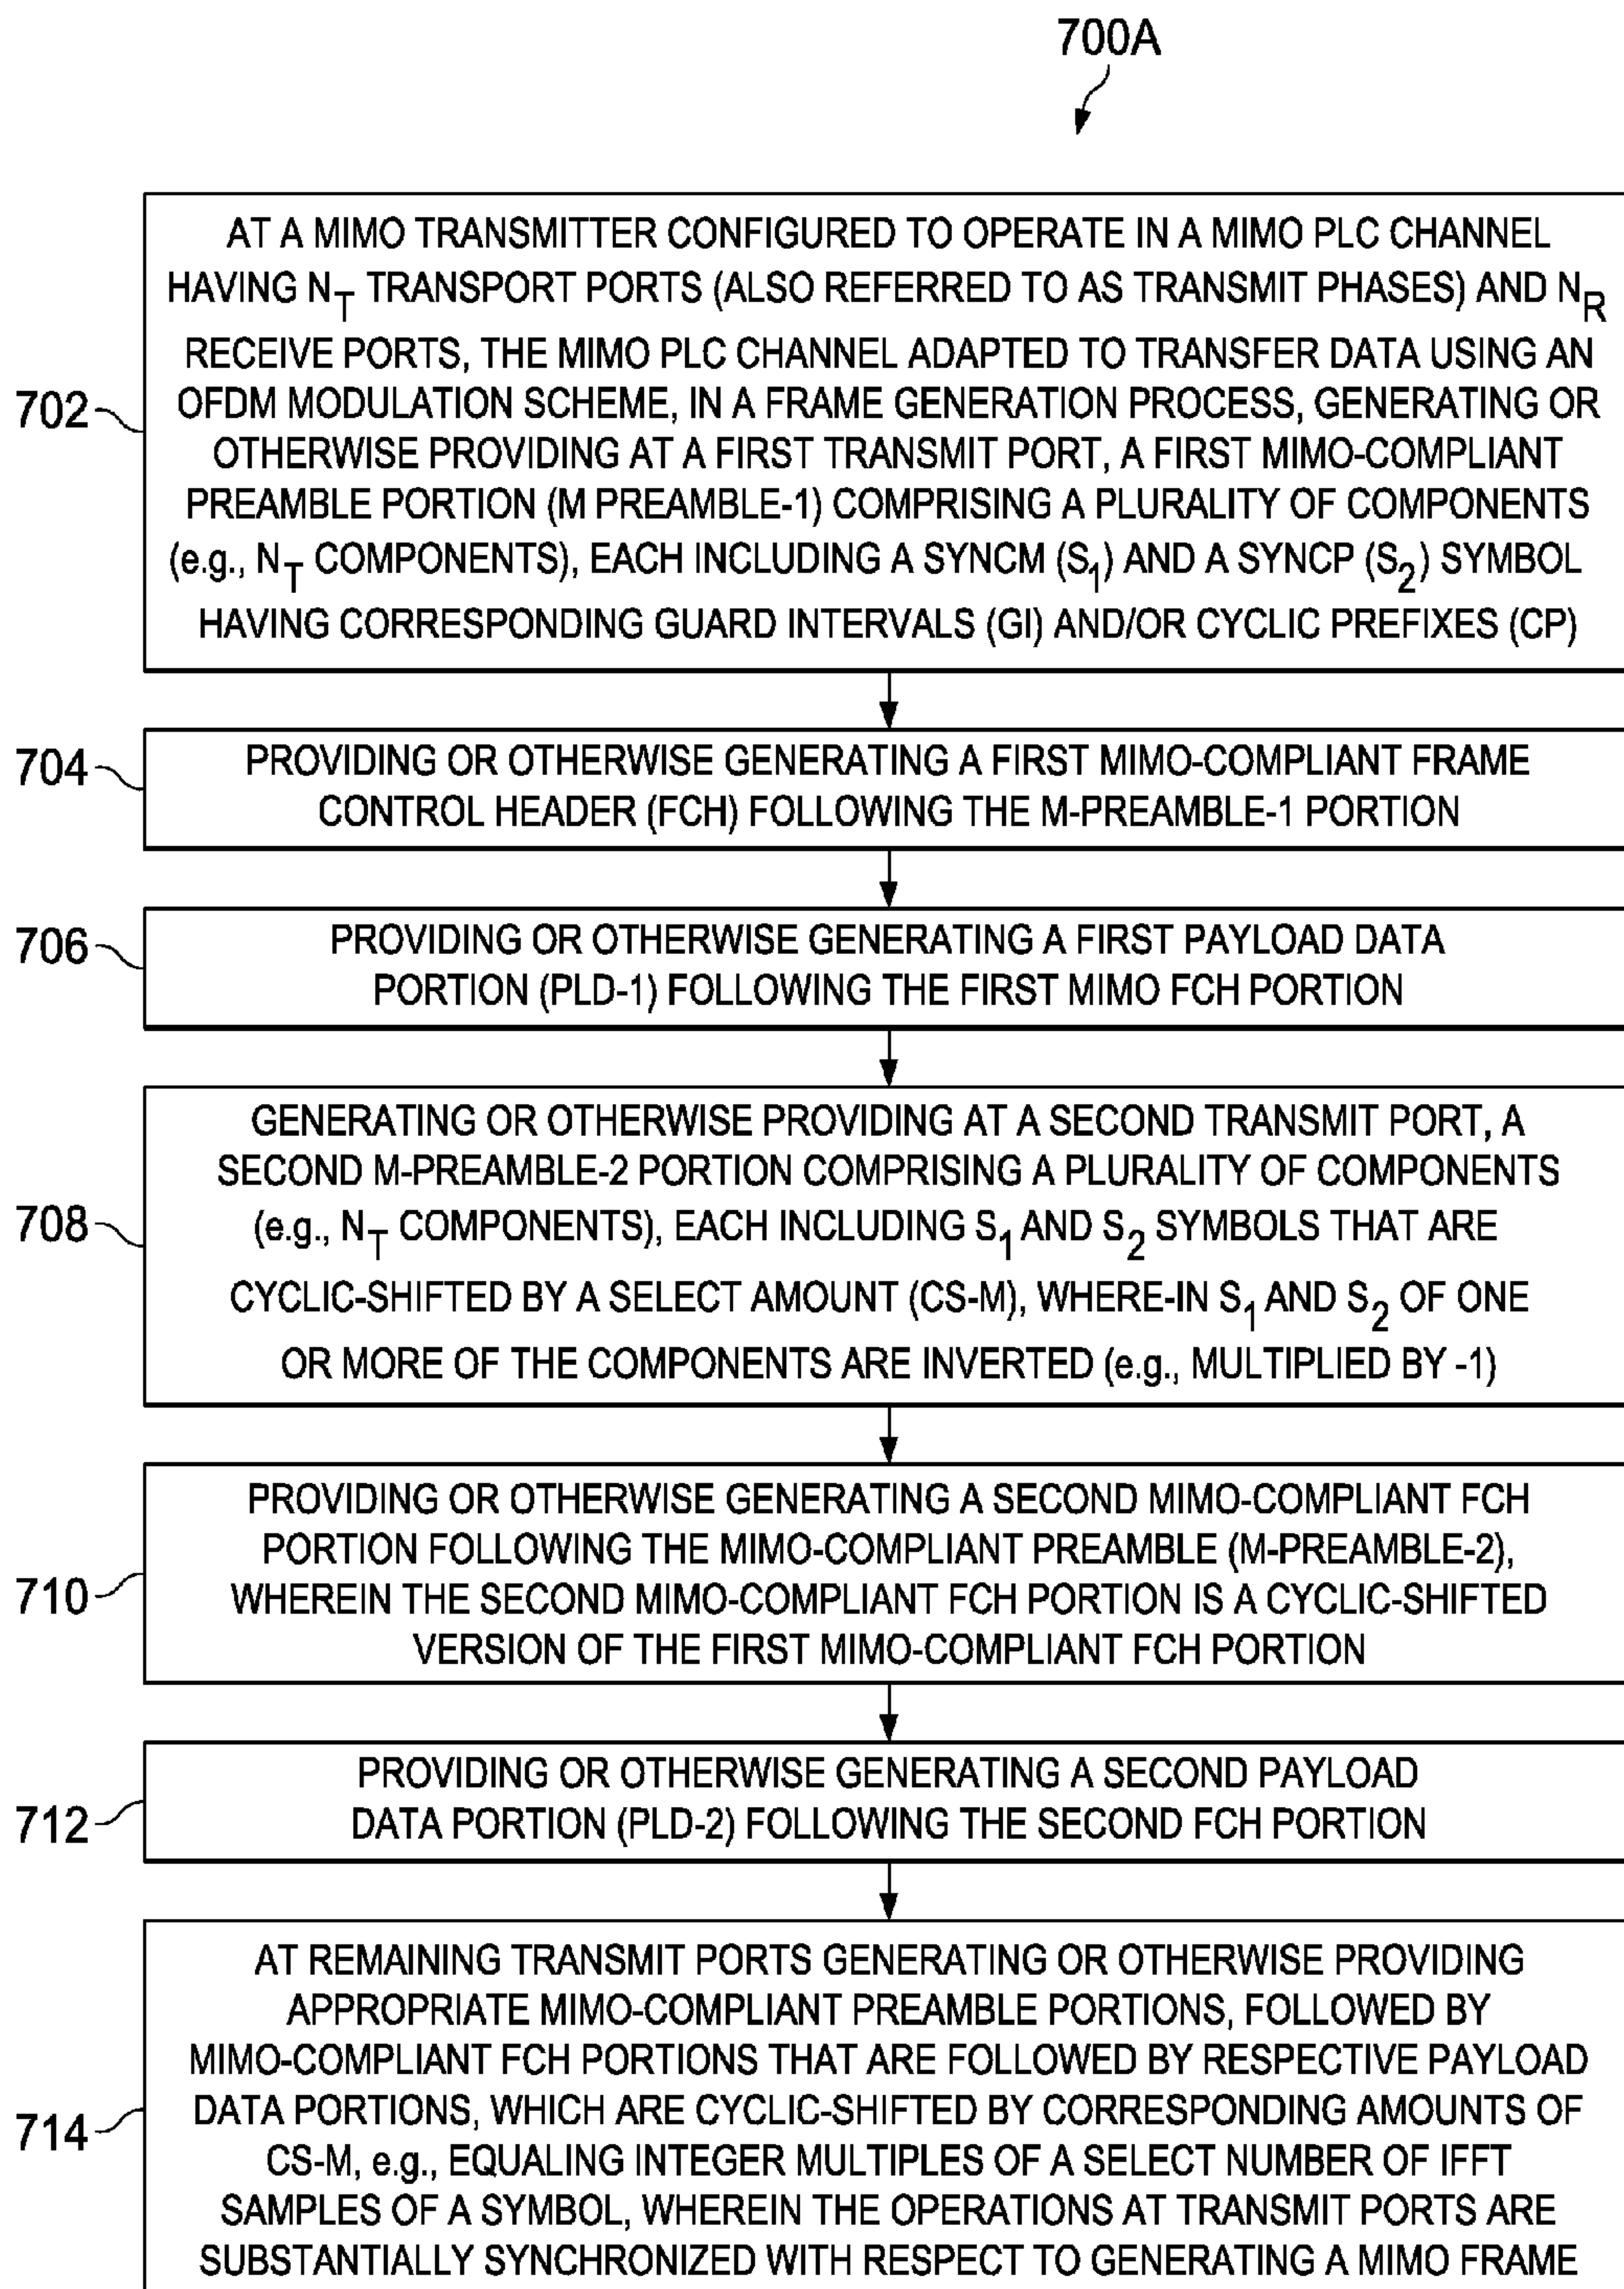 700A
702
AT A MIMO TRANSMITTER CONFIGURED TO OPERATE IN A MIMO PLC CHANNEL
HAVING N_T TRANSPORT PORTS (ALSO REFERRED TO AS TRANSMIT PHASES) AND N_R
RECEIVE PORTS, THE MIMO PLC CHANNEL ADAPTED TO TRANSFER DATA USING AN
OFDM MODULATION SCHEME, IN A FRAME GENERATION PROCESS, GENERATING OR
OTHERWISE PROVIDING AT A FIRST TRANSMIT PORT, A FIRST MIMO-COMPLIANT
PREAMBLE PORTION (M PREAMBLE-1) COMPRISING A PLURALITY OF COMPONENTS
(e.g., N_T COMPONENTS), EACH INCLUDING A SYNCM (S_1) AND A SYNCP (S_2) SYMBOL
HAVING CORRESPONDING GUARD INTERVALS (GI) AND/OR CYCLIC PREFIXES (CP)
704
PROVIDING OR OTHERWISE GENERATING A FIRST MIMO-COMPLIANT FRAME
CONTROL HEADER (FCH) FOLLOWING THE M-PREAMBLE-1 PORTION
706
PROVIDING OR OTHERWISE GENERATING A FIRST PAYLOAD DATA
PORTION (PLD-1) FOLLOWING THE FIRST MIMO FCH PORTION
708
GENERATING OR OTHERWISE PROVIDING AT A SECOND TRANSMIT PORT, A
SECOND M-PREAMBLE-2 PORTION COMPRISING A PLURALITY OF COMPONENTS
(e.g., N_T COMPONENTS), EACH INCLUDING S_1 AND S_2 SYMBOLS THAT ARE
CYCLIC-SHIFTED BY A SELECT AMOUNT (CS-M), WHERE-IN S_1 AND S_2 OF ONE
OR MORE OF THE COMPONENTS ARE INVERTED (e.g., MULTIPLIED BY -1)
710
PROVIDING OR OTHERWISE GENERATING A SECOND MIMO-COMPLIANT FCH
PORTION FOLLOWING THE MIMO-COMPLIANT PREAMBLE (M-PREAMBLE-2),
WHEREIN THE SECOND MIMO-COMPLIANT FCH PORTION IS A CYCLIC-SHIFTED
VERSION OF THE FIRST MIMO-COMPLIANT FCH PORTION
712
PROVIDING OR OTHERWISE GENERATING A SECOND PAYLOAD
DATA PORTION (PLD-2) FOLLOWING THE SECOND FCH PORTION
714
AT REMAINING TRANSMIT PORTS GENERATING OR OTHERWISE PROVIDING
APPROPRIATE MIMO-COMPLIANT PREAMBLE PORTIONS, FOLLOWED BY
MIMO-COMPLIANT FCH PORTIONS THAT ARE FOLLOWED BY RESPECTIVE PAYLOAD
DATA PORTIONS, WHICH ARE CYCLIC-SHIFTED BY CORRESPONDING AMOUNTS OF
CS-M, e.g., EQUALING INTEGER MULTIPLES OF A SELECT NUMBER OF IFFT
SAMPLES OF A SYMBOL, WHEREIN THE OPERATIONS AT TRANSMIT PORTS ARE
SUBSTANTIALLY SYNCHRONIZED WITH RESPECT TO GENERATING A MIMO FRAME